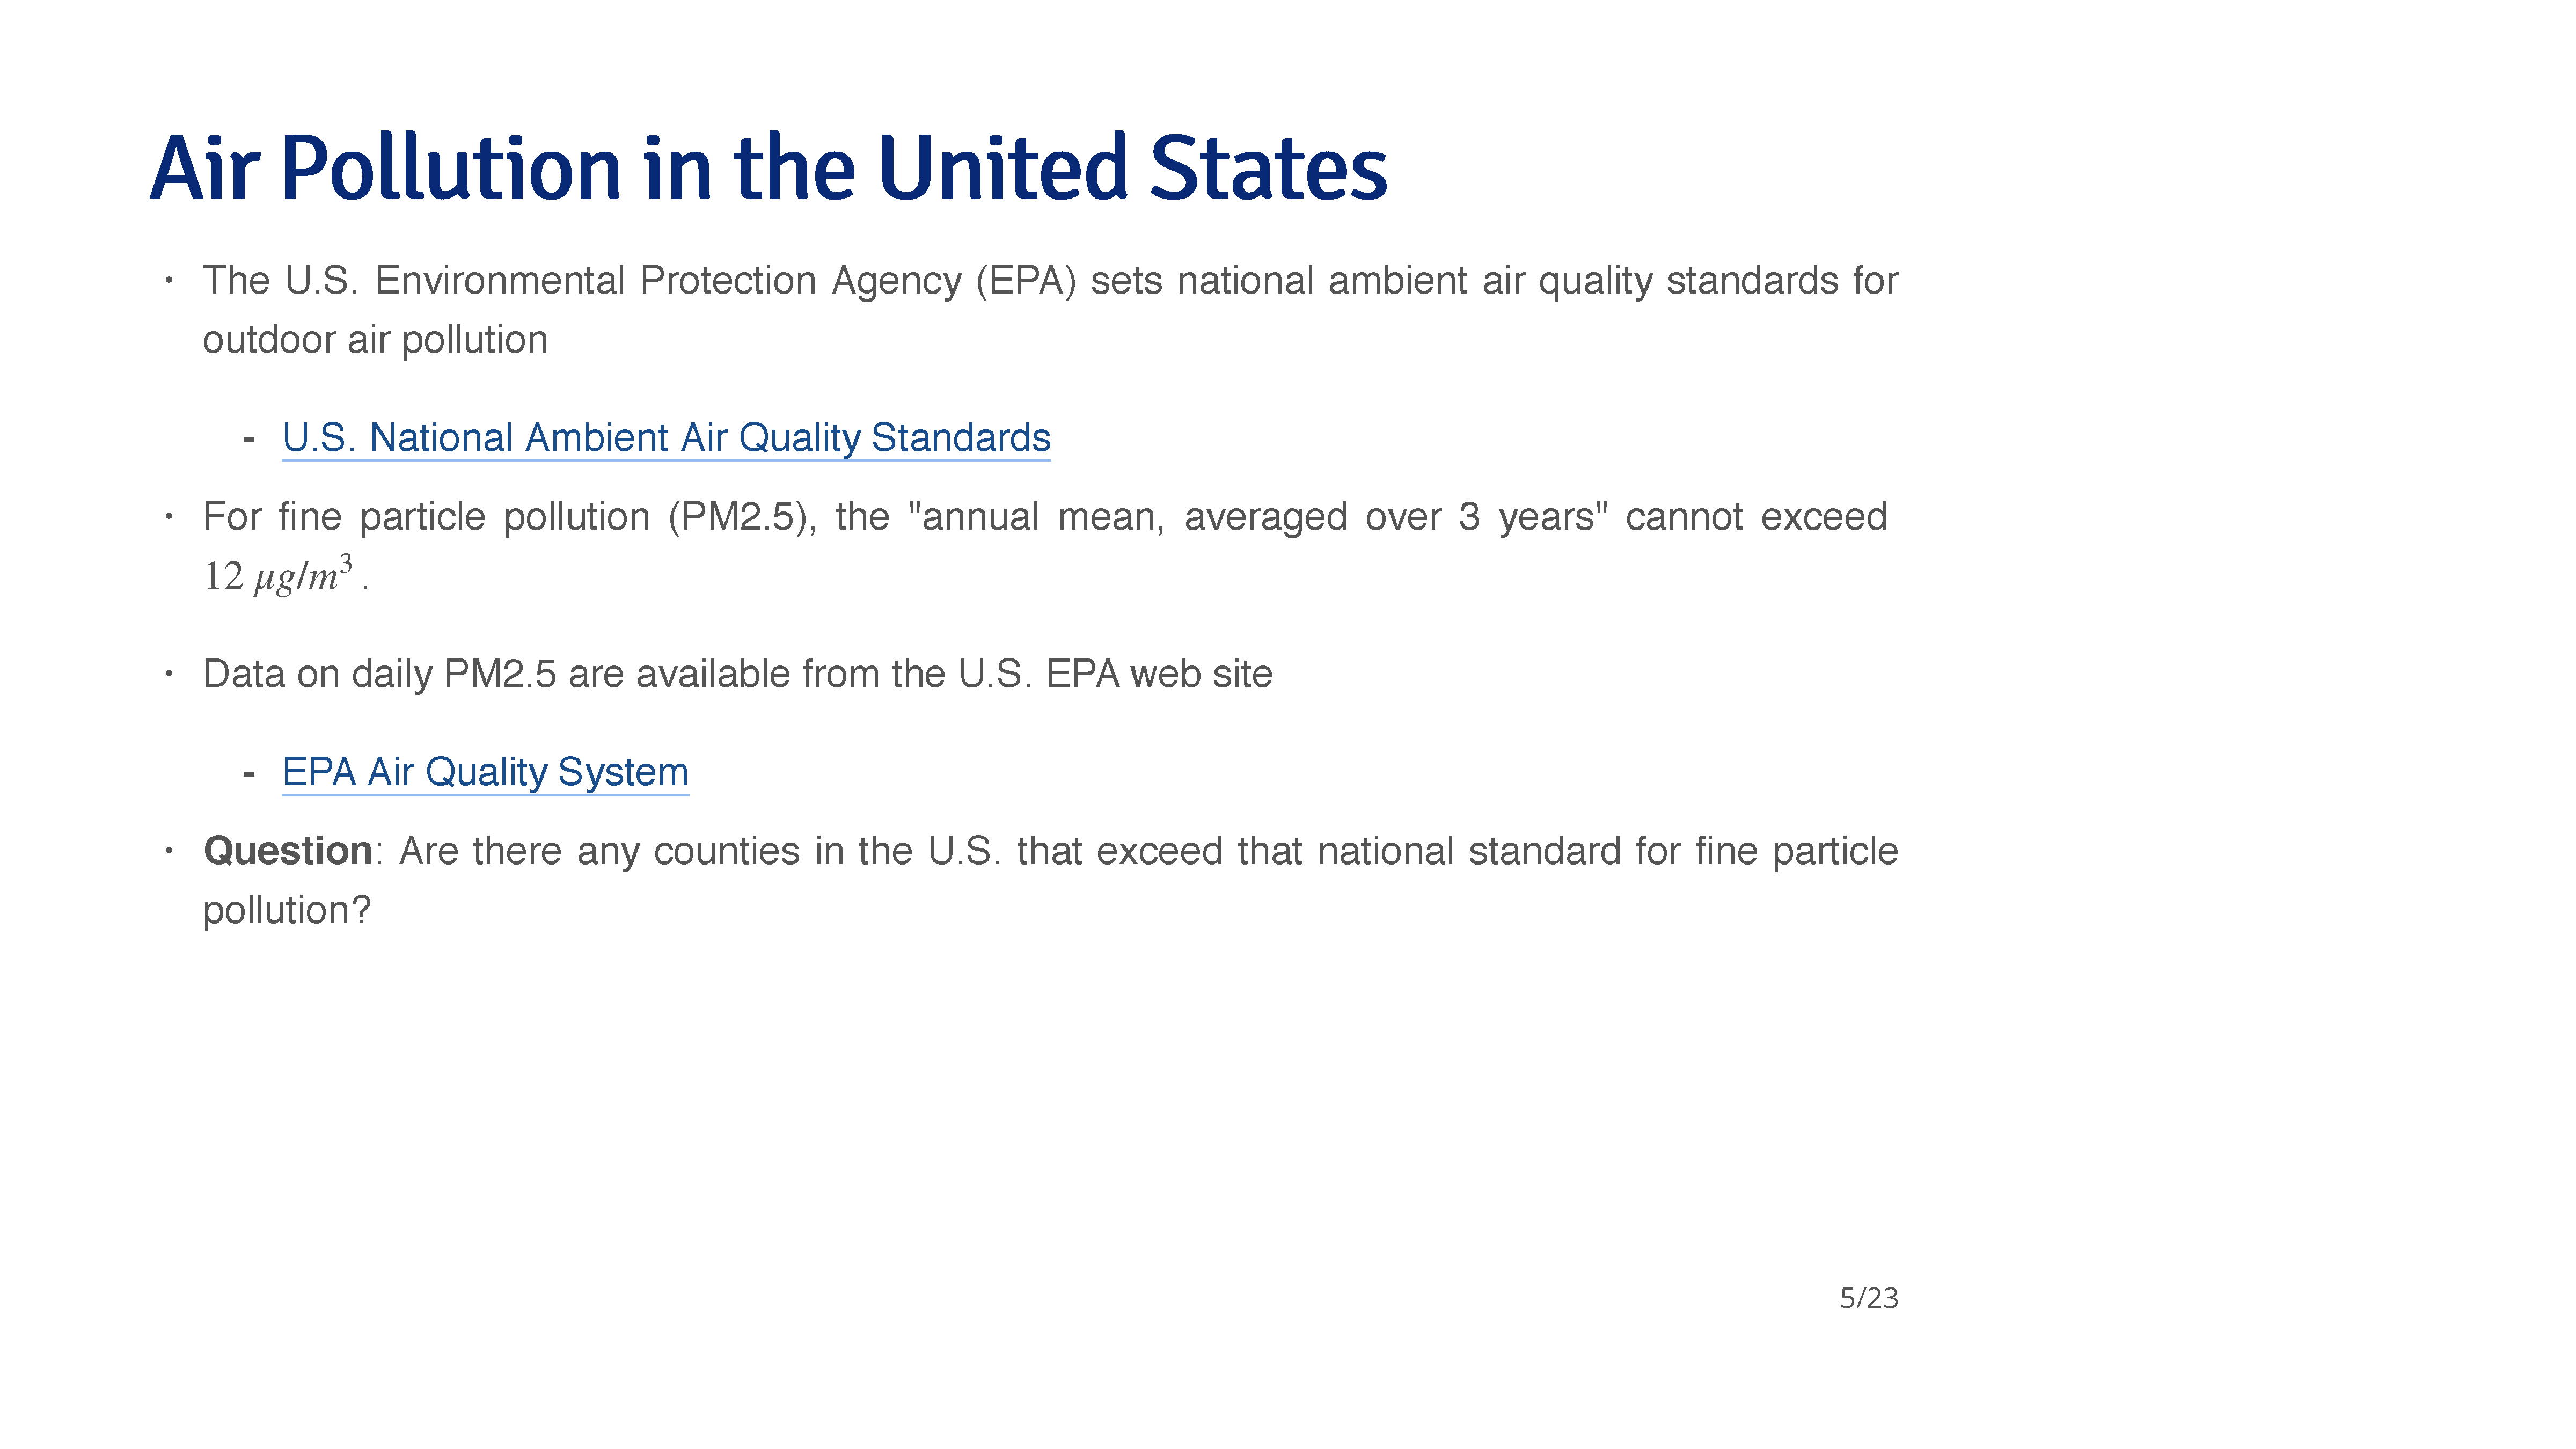 Air Pollution in the United States
· The U.S. Environmental Protection Agency (EPA) sets national ambient air quality standards for
outdoor air pollution
- U.S. National Ambient Air Quality Standards
· For fine particle pollution (PM2.5), the "annual mean, averaged over 3 years" cannot exceed
12 μg/m³ .
· Data on daily PM2.5 are available from the U.S. EPA web site
- EPA Air Quality System
· Question: Are there any counties in the U.S. that exceed that national standard for fine particle
pollution?
5/23